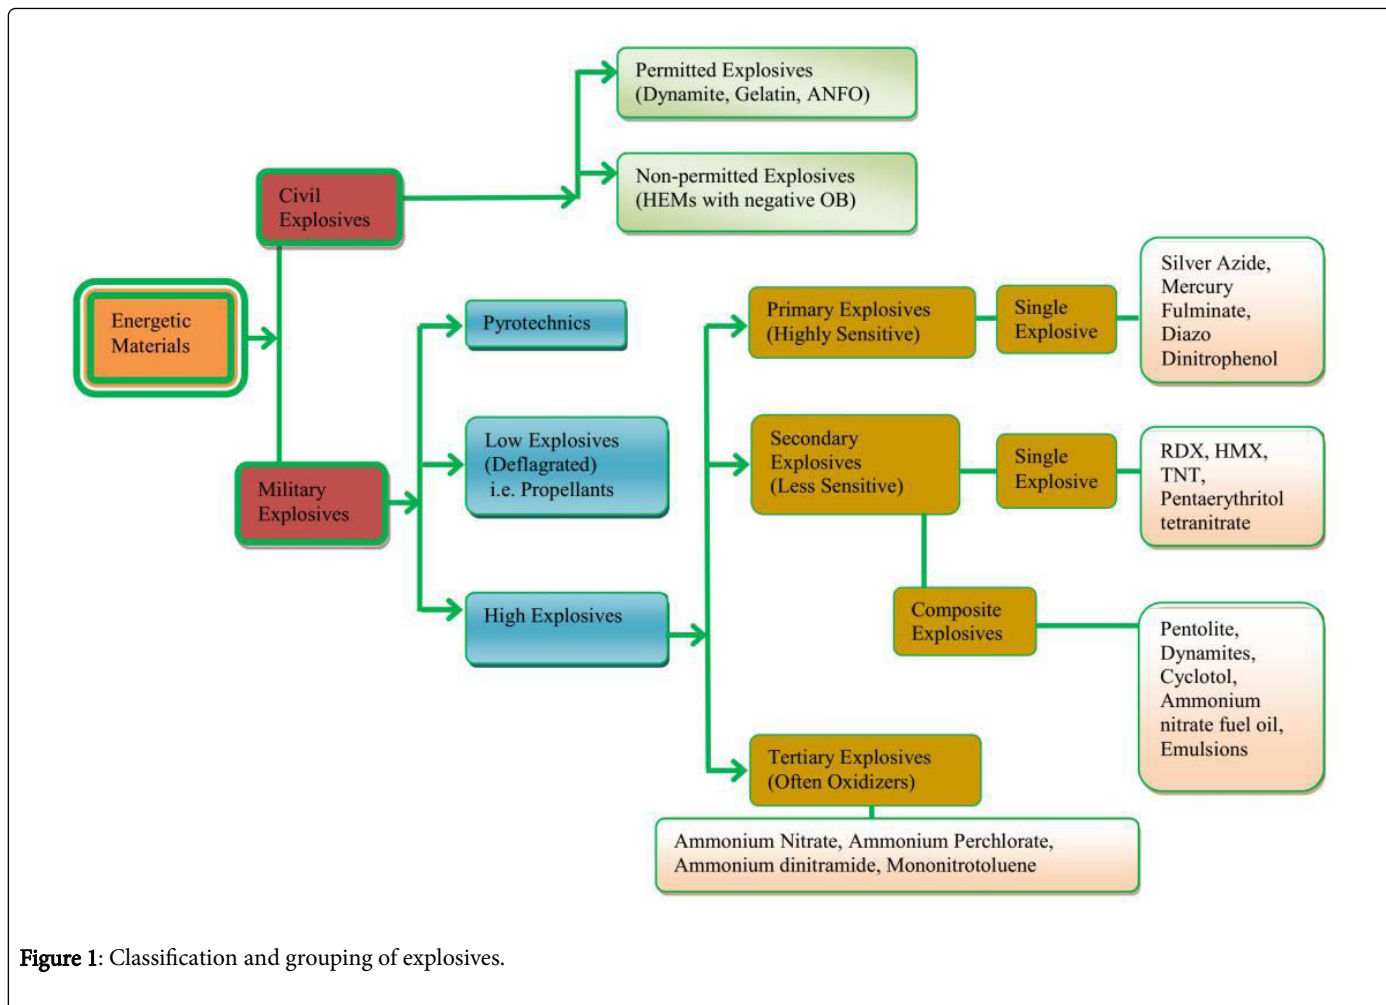 Permitted Explosives
(Dynamite, Gelatin, ANFO)
Non-permitted Explosives
(HEMs with negative OB)
Civil
Explosives
Energetic
Materials
Military
Explosives
Pyrotechnics
Low Explosives
(Deflagrated)
i.e. Propellants
High Explosives
Primary Explosives
(Highly Sensitive)
Single
Explosive
Silver Azide,
Mercury
Fulminate,
Diazo
Dinitrophenol
Secondary
Explosives
(Less Sensitive)
Single
Explosive
RDX, HMX,
TNT,
Pentaerythritol
tetranitrate
Composite
Explosives
Pentolite,
Dynamites,
Cyclotol,
Ammonium
nitrate fuel oil,
Emulsions
Tertiary Explosives
(Often Oxidizers)
Ammonium Nitrate, Ammonium Perchlorate,
Ammonium dinitramide, Mononitrotoluene
Figure 1: Classification and grouping of explosives.